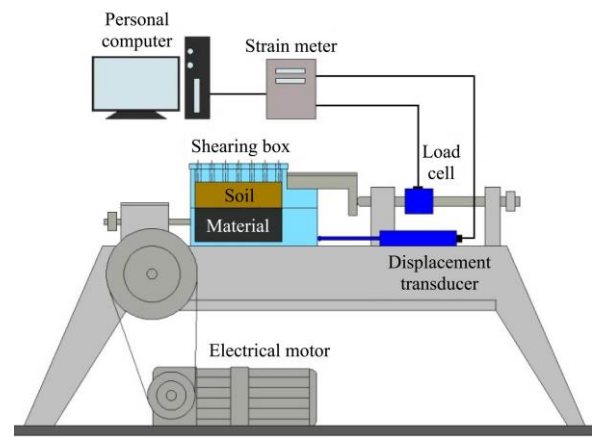 Personal
computer
Strain meter
Shearing box
Load
cell
Soil
Material
Displacement
transducer
Electrical motor